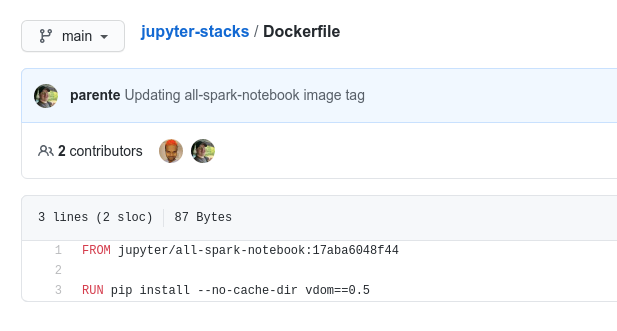 main
jupyter-stacks / Dockerfile
parente Updating all-spark-notebook image tag
2 contributors
3 lines (2 sloc) 87 Bytes
1 FROM jupyter/all-spark-notebook:17aba6048f44
2
3 RUN pip install --no-cache-dir vdom==0.5